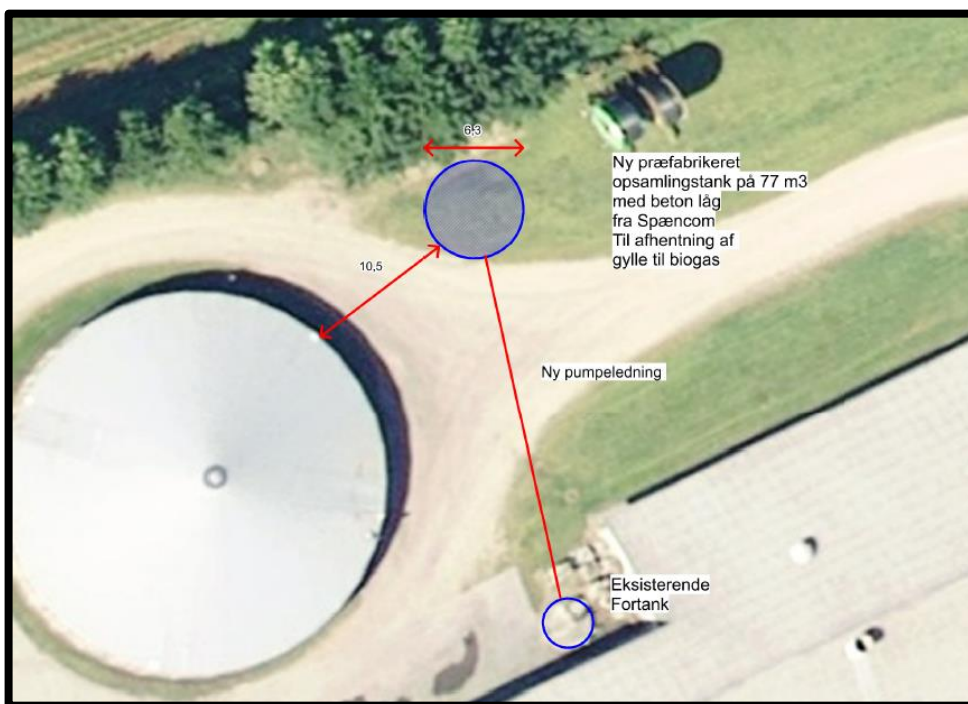 6,3
Ny præfabrikeret
opsamlingstank på 77 m3
med beton låg
fra Spæncom
Til afhentning af
gylle til biogas
10,5
Ny pumpeledning
Eksisterende
Fortank